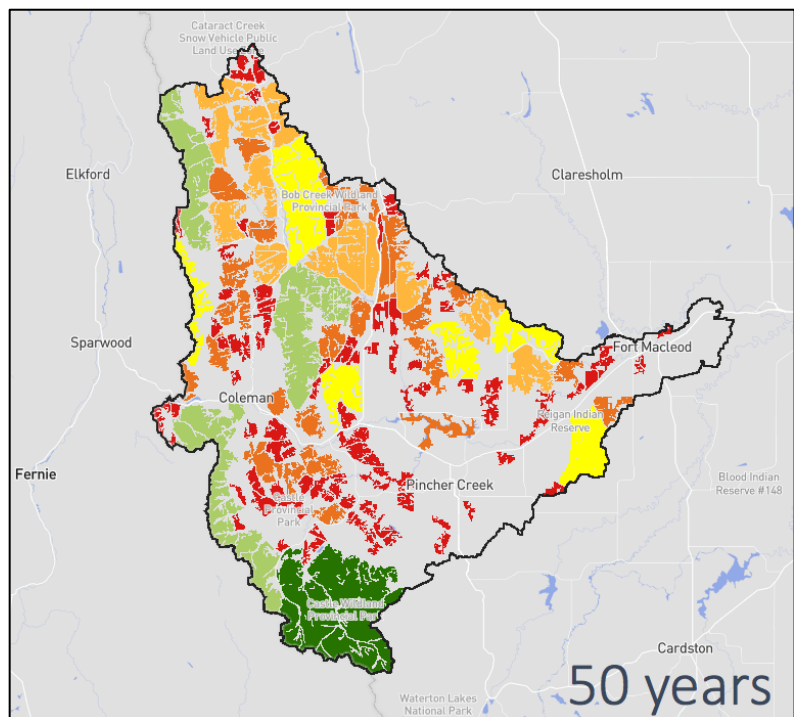 Cataract Creek
Snow Vehicle Public
Land Use
Elkford
Claresholm
Bob Creek Wildland
Provincial Park
Sparwood
Fort Macleod
Coleman
Peigan Indian
Reserve
Fernie
Pincher Creek
Blood Indian
Reserve #148
Castle
Provincial
Park
Castle Wildland
Provincial Par
Cardston
50 years
Waterton Lakes
National Park